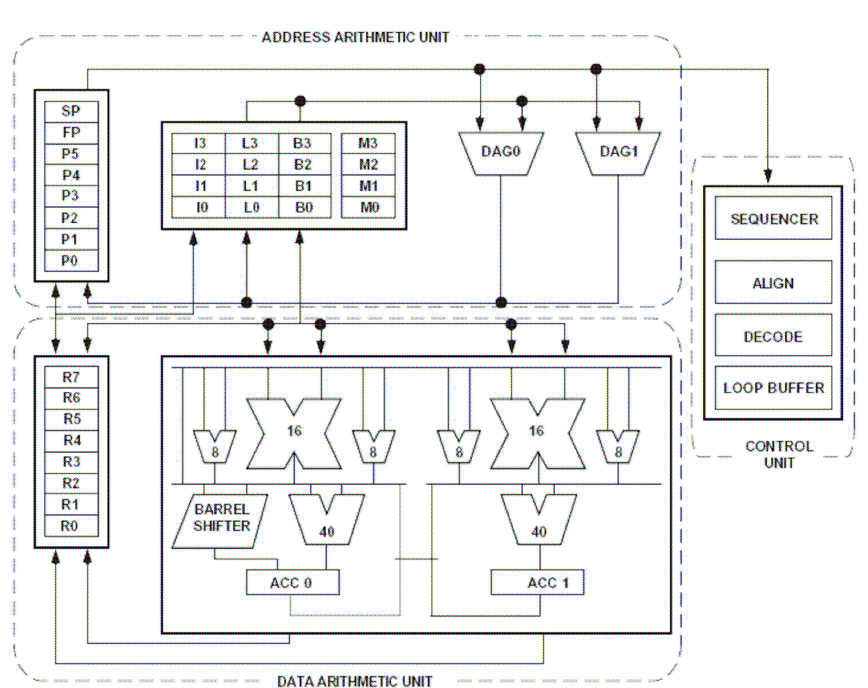 ADDRESS ARITHMETIC UNIT
SP
FP
P5
P4
P3
P2
P1
P0
I3 L3 B3 M3
I2 L2 B2 M2
I1 L1 B1 M1
I0 L0 B0 M0
DAG0 DAG1
SEQUENCER
ALIGN
DECODE
LOOP BUFFER
CONTROL
UNIT
R7
R6
R5
R4
R3
R2
R1
R0
16 16
8 8 8 8
BARREL
SHIFTER
40 40
ACC 0 ACC 1
DATA ARITHMETIC UNIT